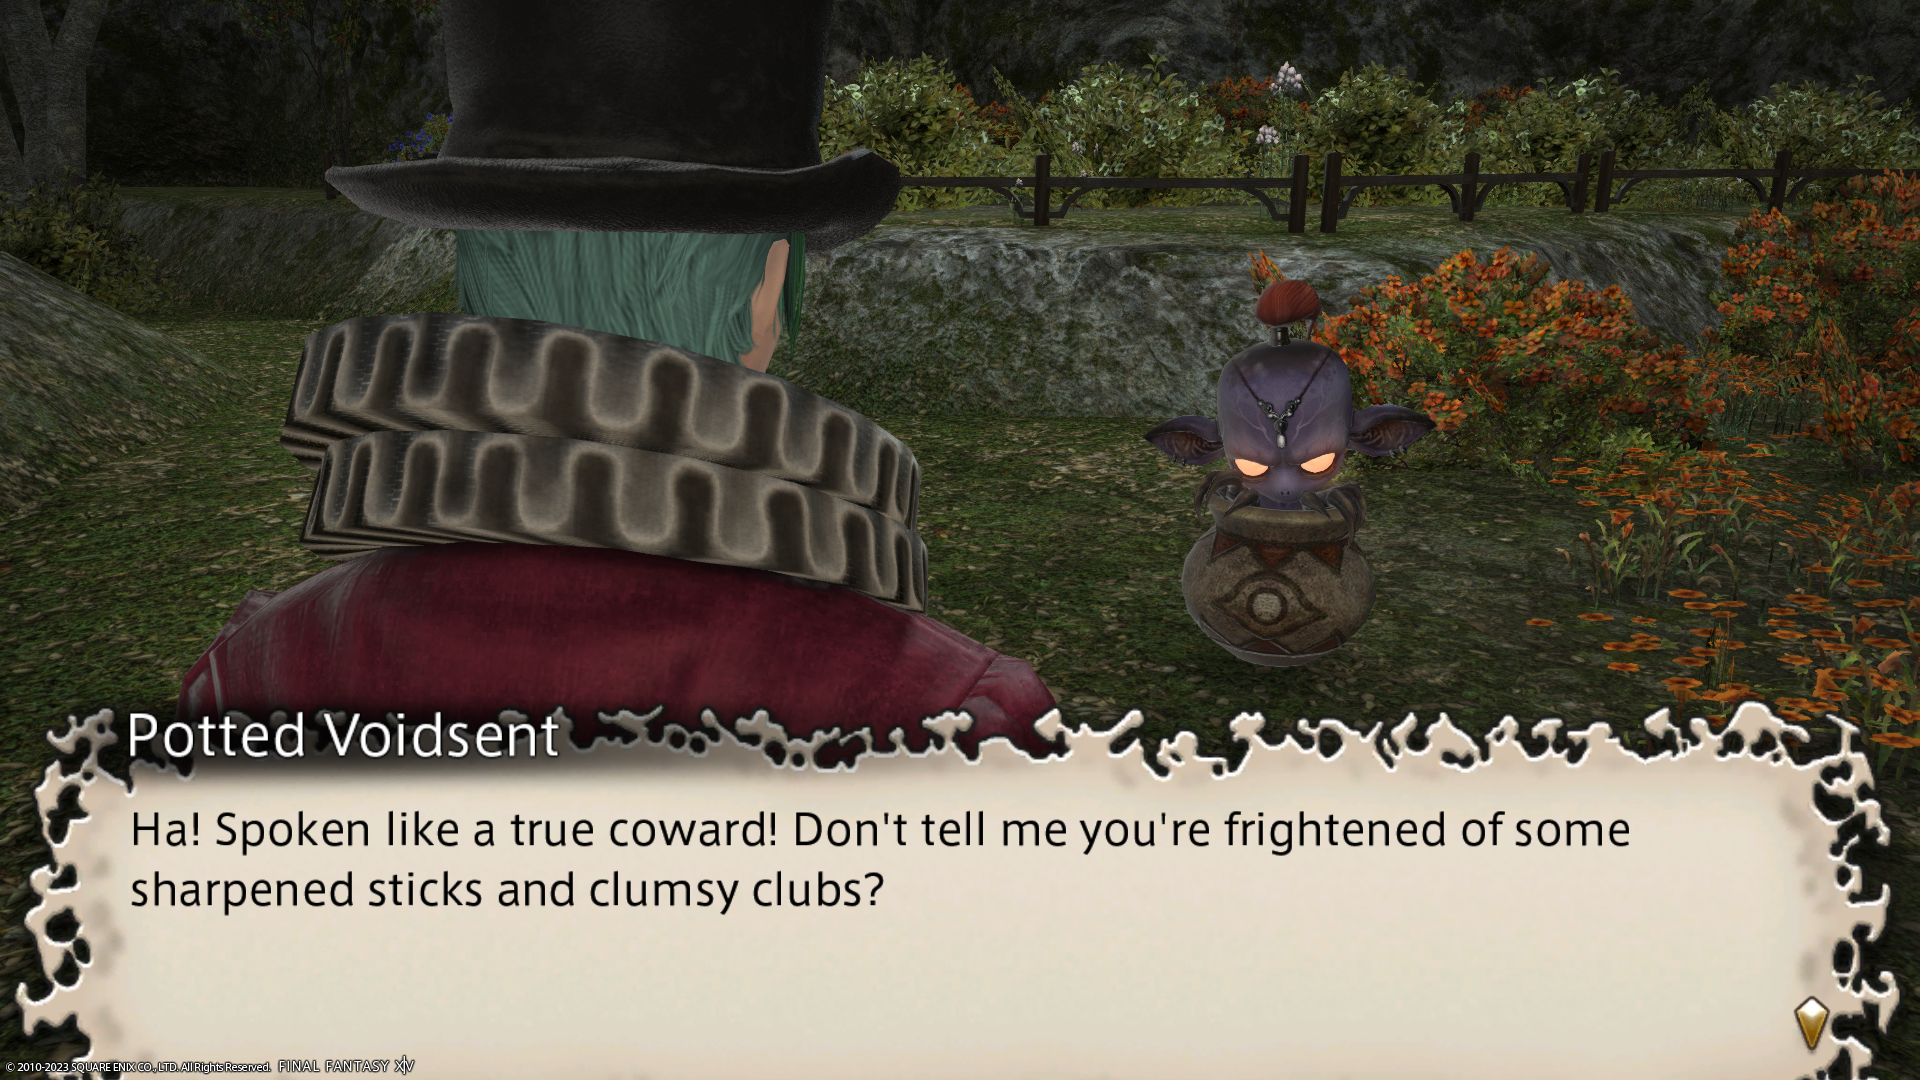 Potted Voidsent
Ha! Spoken like a true coward! Don't tell me you're frightened of some
sharpened sticks and clumsy clubs?
© 2010-2023 SQUARE ENIX CO., LTD. All Rights Reserved. FINAL FANTASY XIV